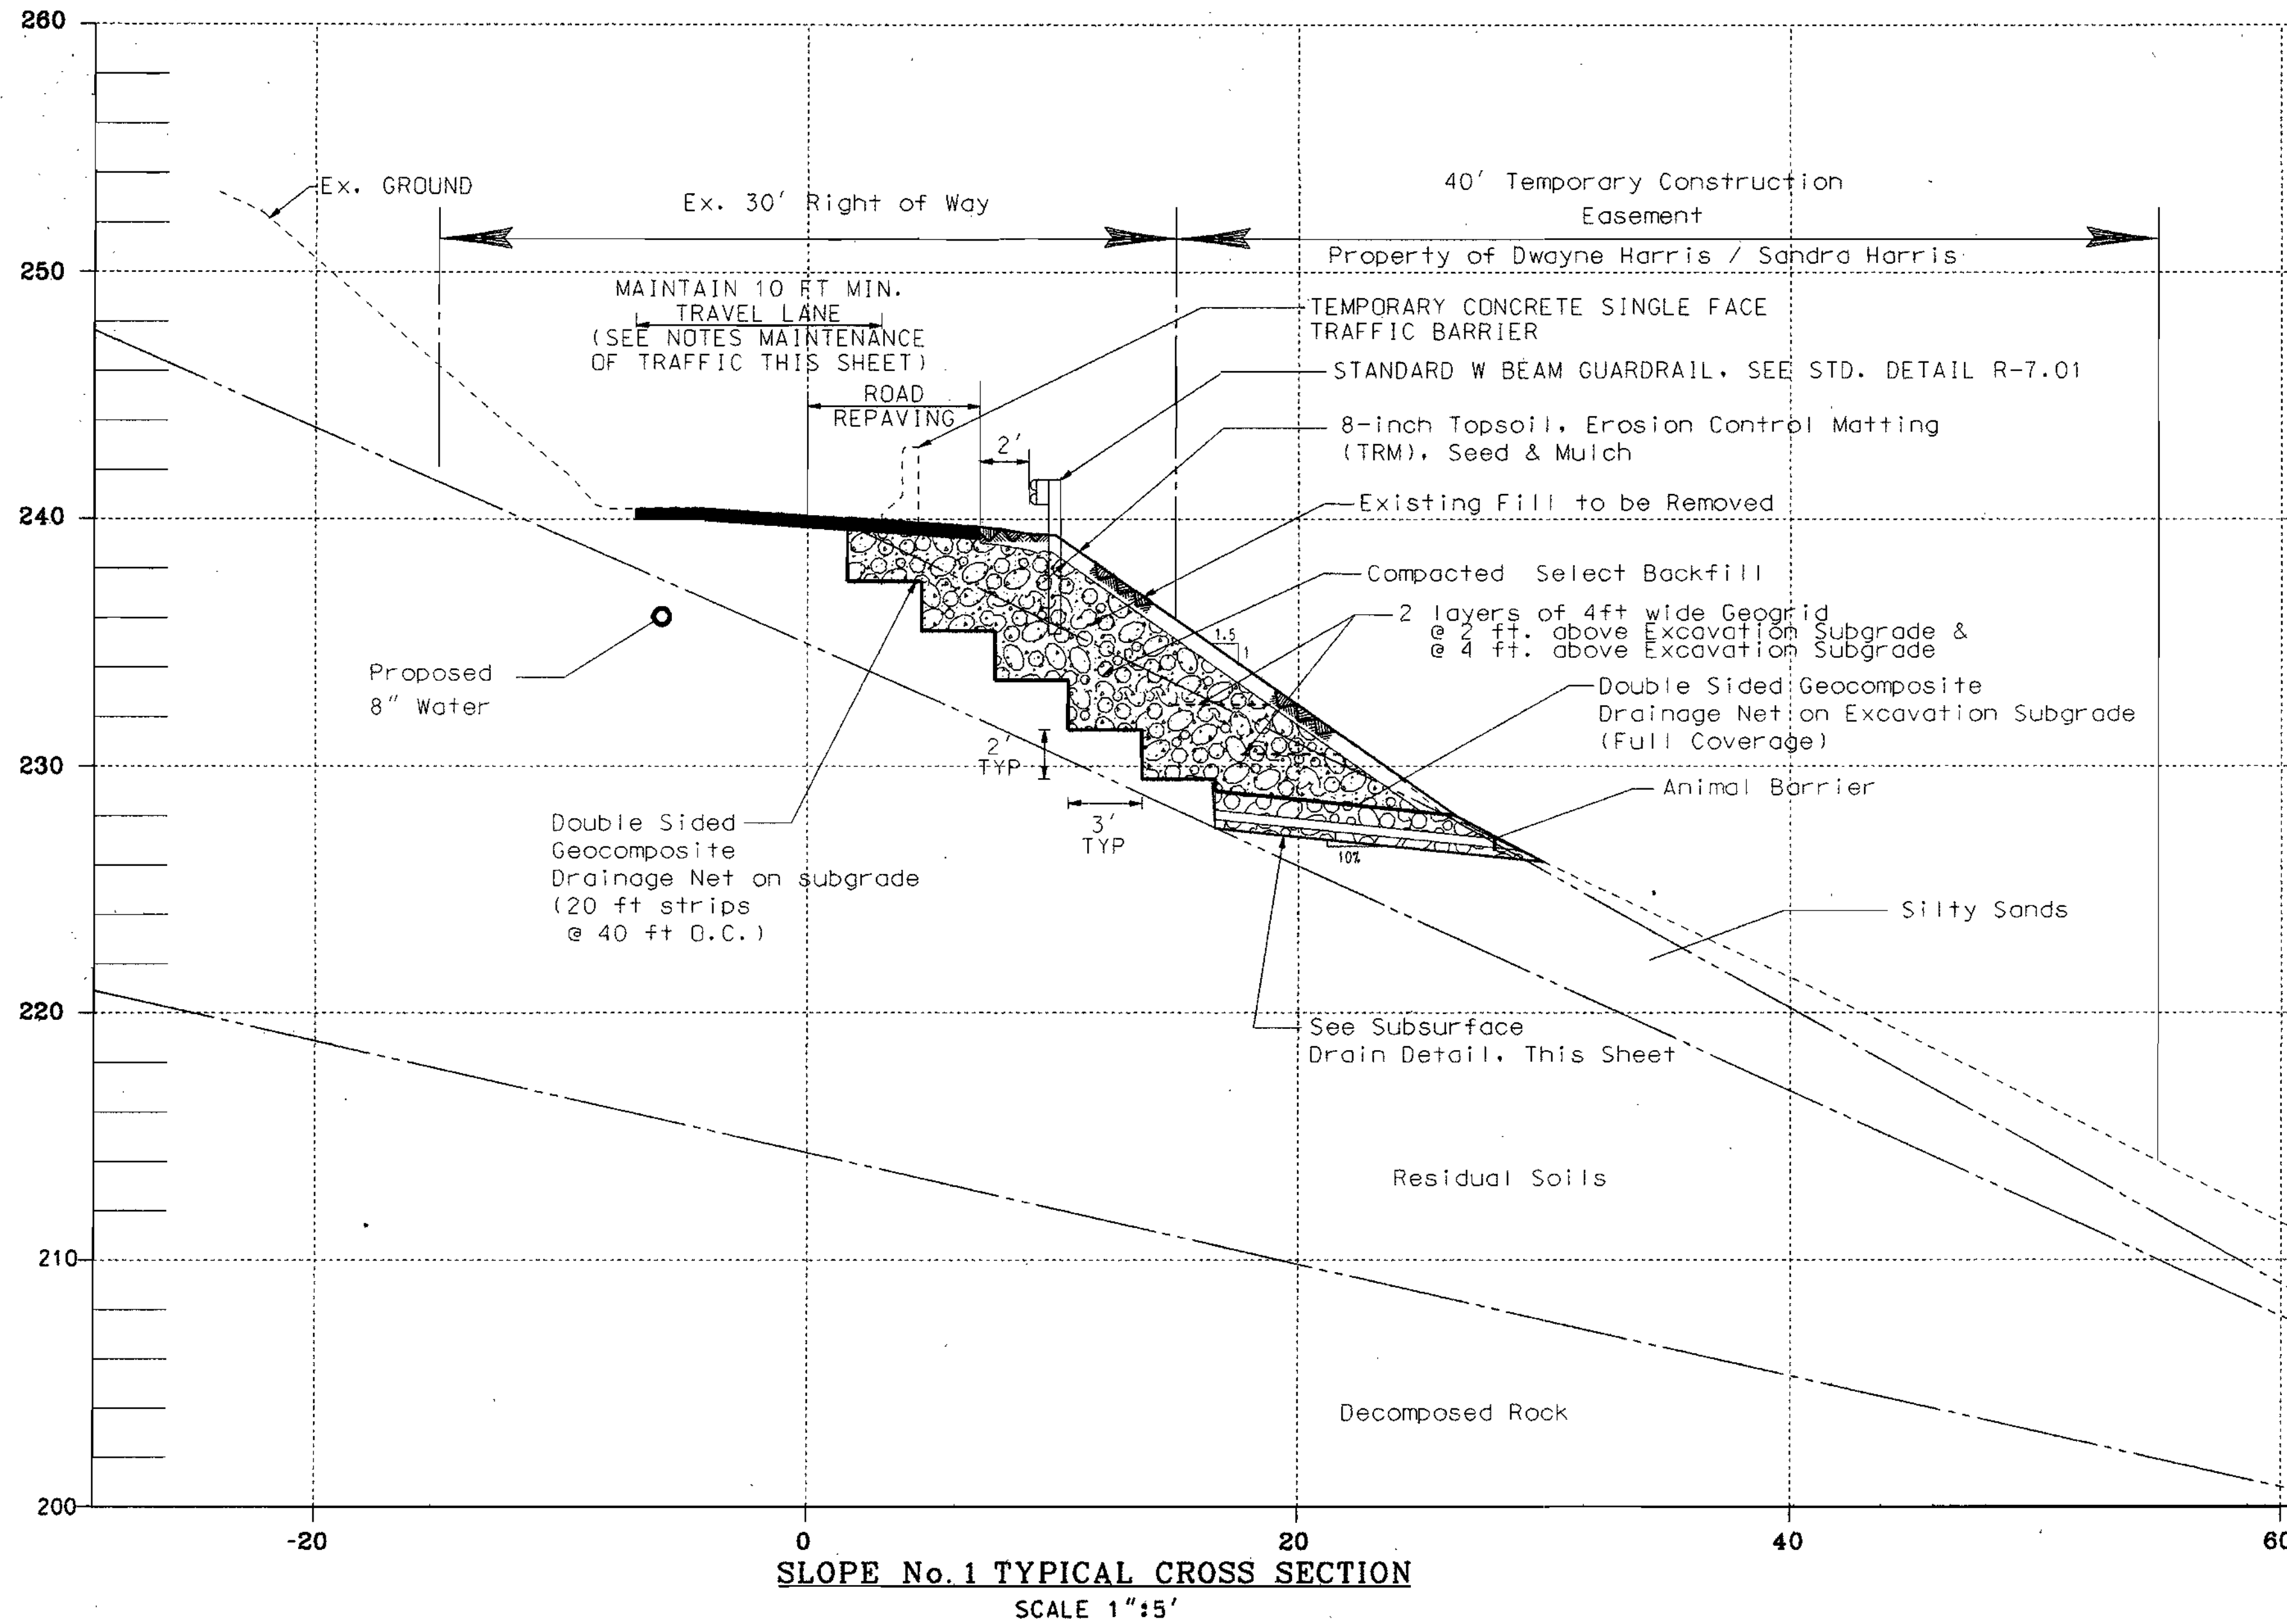 260
Ex. GROUND
Ex. 30' Right of Way
40' Temporary Construction
Easement
250
Property of Dwayne Harris / Sandra Harris
MAINTAIN 10 FT MIN.
TRAVEL LANE
(SEE NOTES MAINTENANCE
OF TRAFFIC THIS SHEET)
TEMPORARY CONCRETE SINGLE FACE
TRAFFIC BARRIER
STANDARD W BEAM GUARDRAIL, SEE STD. DETAIL R-7.01
ROAD
REPAVING
2'
8-inch Topsoil, Erosion Control Matting
(TRM), Seed & Mulch
240
Existing Fill to be Removed
Compacted Select Backfill
2 layers of 4ft wide Geogrid
@ 2 ft. above Excavation Subgrade &
@ 4 ft. above Excavation Subgrade
1.5
1
Proposed
8" Water
Double Sided Geocomposite
Drainage Net on Excavation Subgrade
(Full Coverage)
230
2'
TYP
Animal Barrier
3'
TYP
10%
Double Sided
Geocomposite
Drainage Net on subgrade
(20 ft strips
@ 40 ft O.C.)
Silty Sands
220
See Subsurface
Drain Detail, This Sheet
Residual Soils
210
Decomposed Rock
200
-20
0
20
40
60
SLOPE No. 1 TYPICAL CROSS SECTION
SCALE 1":5'